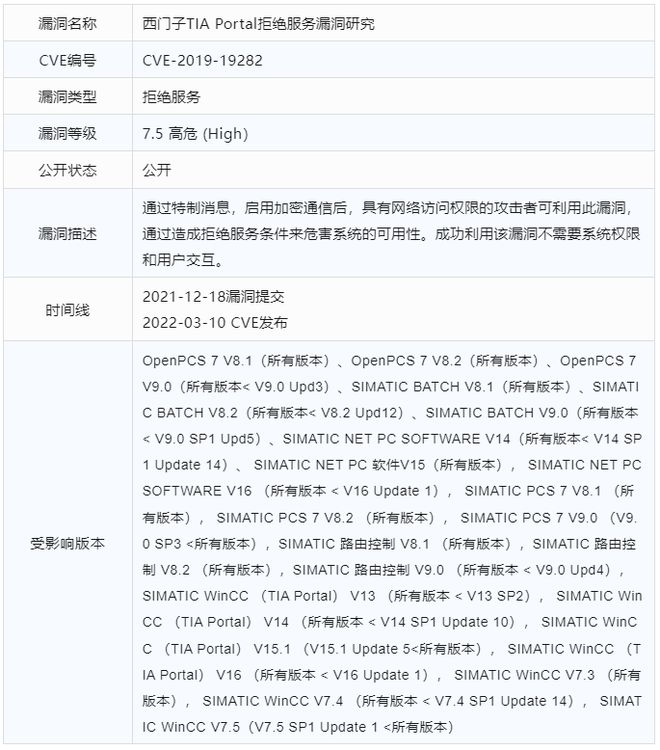 漏洞名称 西门子TIA Portal拒绝服务漏洞研究
CVE编号 CVE-2019-19282
漏洞类型 拒绝服务
漏洞等级 7.5 高危 (High)
公开状态 公开
漏洞描述
通过特制消息，启用加密通信后，具有网络访问权限的攻击者可利用此漏洞，
通过造成拒绝服务条件来危害系统的可用性。成功利用该漏洞不需要系统权限
和用户交互。
时间线
2021-12-18漏洞提交
2022-03-10 CVE发布
受影响版本
OpenPCS 7 V8.1（所有版本）、OpenPCS 7 V8.2（所有版本）、OpenPCS 7
V9.0（所有版本< V9.0 Upd3）、SIMATIC BATCH V8.1（所有版本）、SIMATI
C BATCH V8.2（所有版本< V8.2 Upd12）、SIMATIC BATCH V9.0（所有版本
< V9.0 SP1 Upd5）、SIMATIC NET PC SOFTWARE V14（所有版本< V14 SP
1 Update 14）、 SIMATIC NET PC 软件V15（所有版本）， SIMATIC NET PC
SOFTWARE V16 （所有版本 < V16 Update 1）， SIMATIC PCS 7 V8.1 （所
有版本）， SIMATIC PCS 7 V8.2 （所有版本）， SIMATIC PCS 7 V9.0 （V9.
0 SP3 <所有版本）, SIMATIC 路由控制 V8.1 （所有版本）, SIMATIC 路由控
制 V8.2 （所有版本）, SIMATIC 路由控制 V9.0 （所有版本 < V9.0 Upd4）,
SIMATIC WinCC （TIA Portal） V13 （所有版本 < V13 SP2）， SIMATIC Win
CC （TIA Portal） V14 （所有版本 < V14 SP1 Update 10）， SIMATIC WinC
C （TIA Portal） V15.1 （V15.1 Update 5<所有版本）， SIMATIC WinCC （T
IA Portal） V16 （所有版本 < V16 Update 1）, SIMATIC WinCC V7.3 （所有
版本）， SIMATIC WinCC V7.4 （所有版本 < V7.4 SP1 Update 14）， SIMAT
IC WinCC V7.5（V7.5 SP1 Update 1 <所有版本）